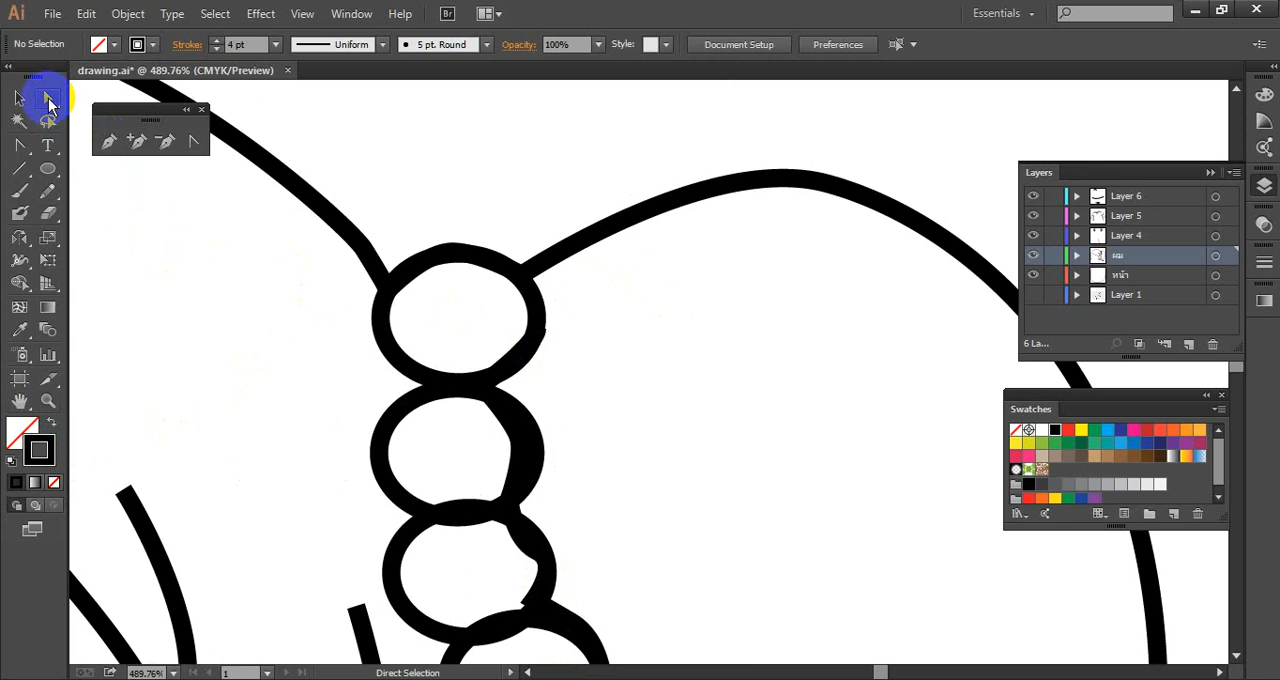 Ai File Edit Object Type Select Effect View Window Help Br Essentials
No Selection Stroke: 4 pt Uniform 5 pt. Round Opacity: 100% Style: Document Setup Preferences
drawing.ai* @ 489.76% (CMYK/Preview)
Layers
Layer 6
Layer 5
Layer 4
ผม
หน้า
Layer 1
6 La...
Swatches
489.76% 1 Direct Selection